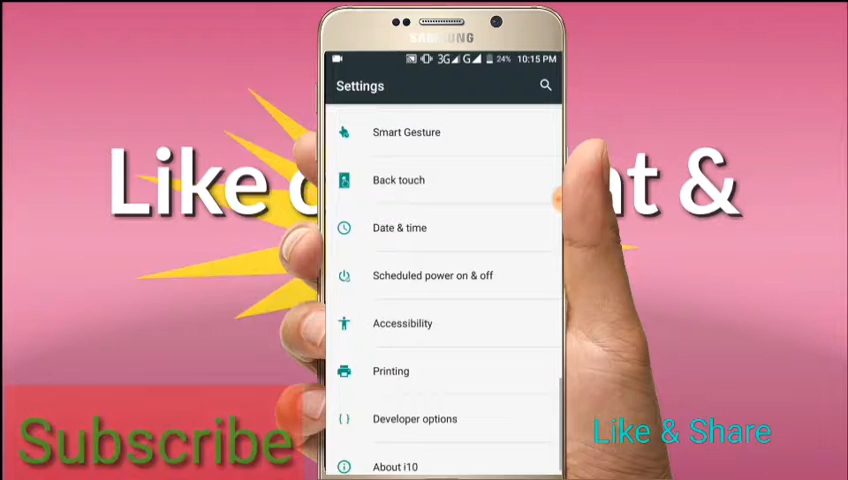 SAMSUNG
3G G 24% 10:15 PM
Settings
Smart Gesture
Back touch
Date & time
Scheduled power on & off
Accessibility
Printing
Developer options
About i10
Like &
Subscribe
Like & Share